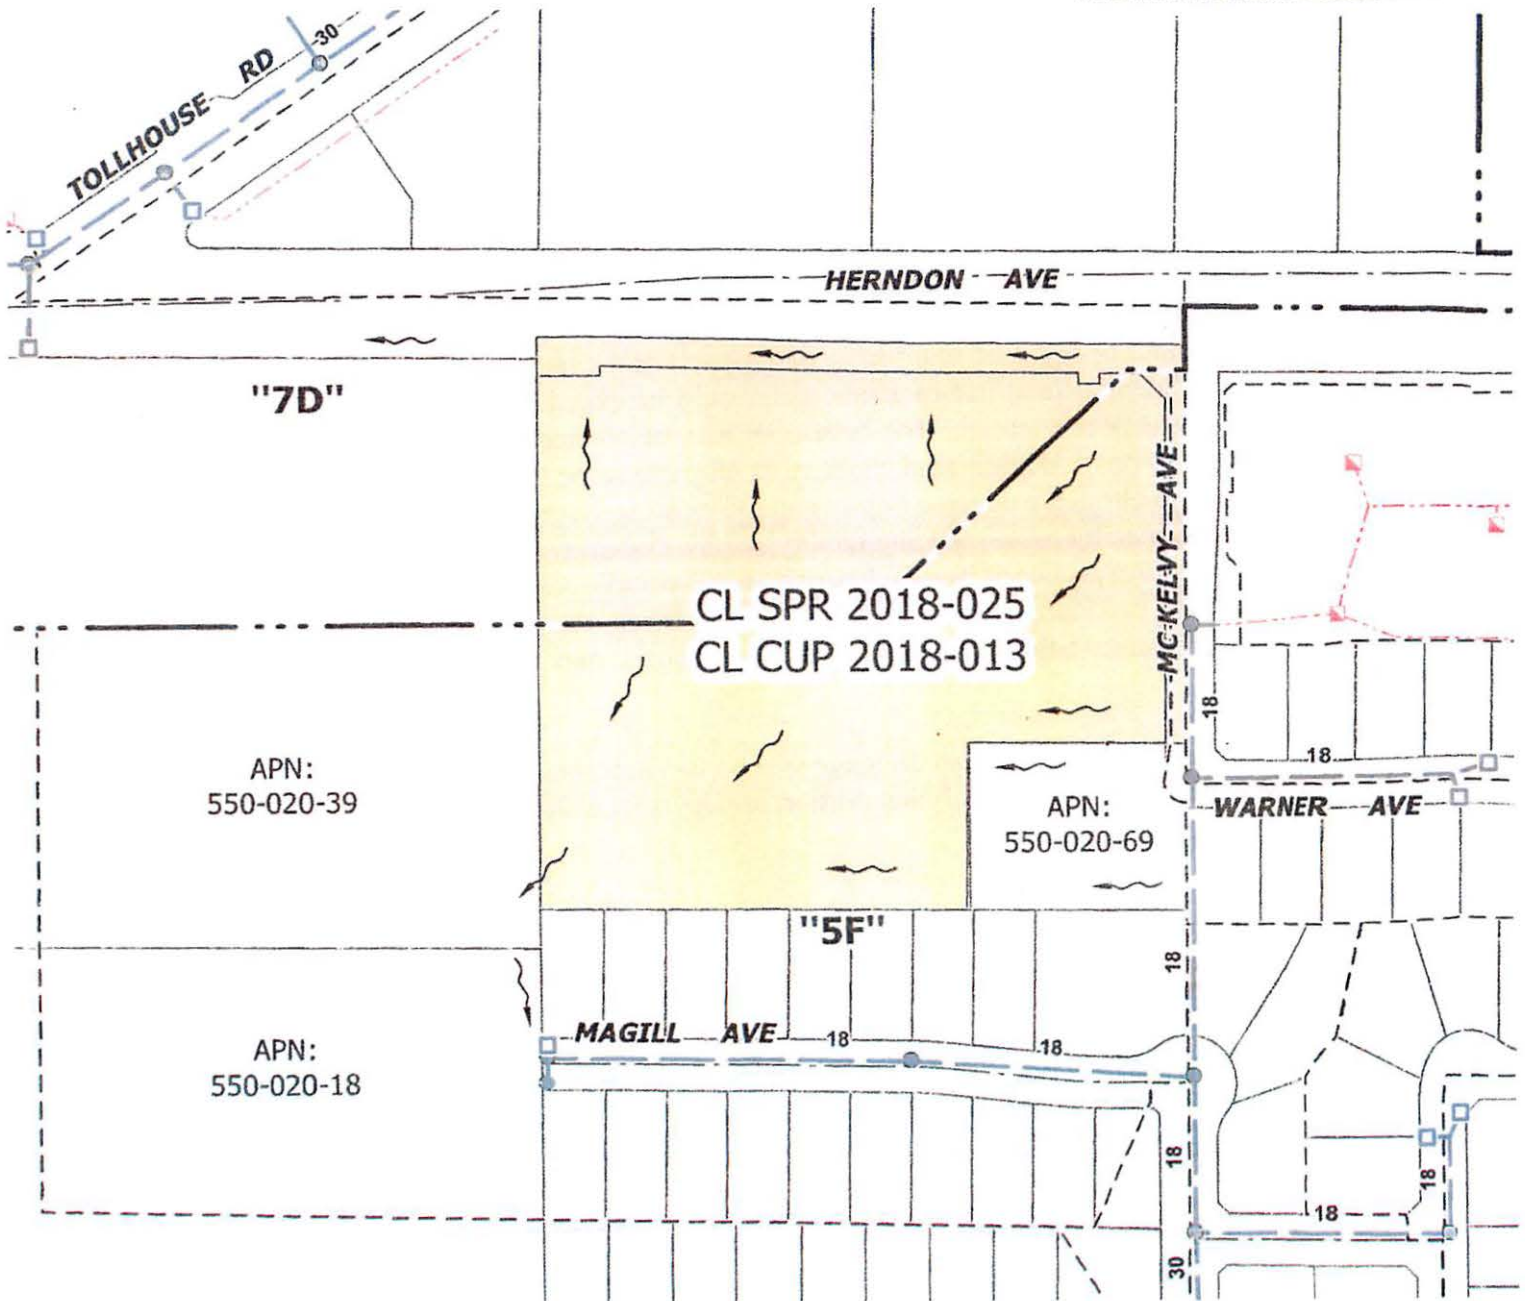 30
TOLLHOUSE RD
HERNDON AVE
"7D"
MC KELVY AVE
CL SPR 2018-025
CL CUP 2018-013
18
18
APN:
550-020-39
APN:
550-020-69
WARNER AVE
"5F"
18
MAGILL AVE
18
18
APN:
550-020-18
18
18
18
30